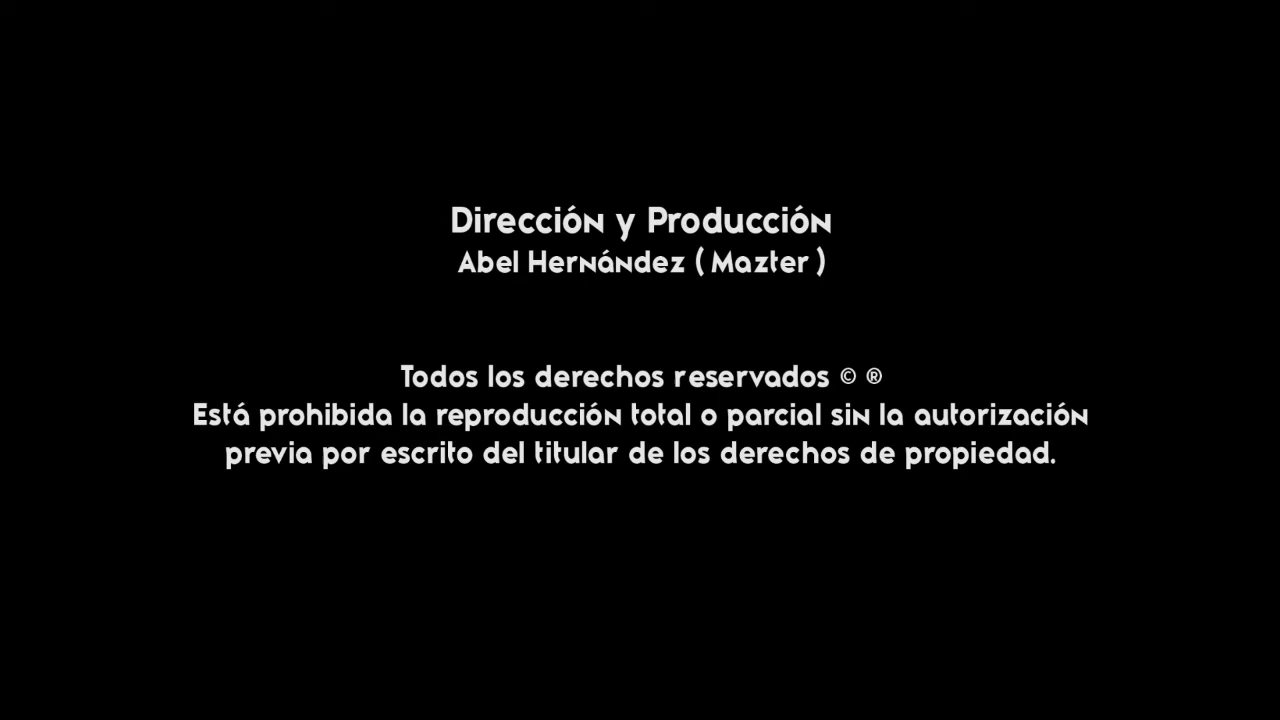 Dirección y Producción
Abel Hernández ( Mazter )
Todos los derechos reservados © ®
Está prohibida la reproducción total o parcial sin la autorización
previa por escrito del titular de los derechos de propiedad.